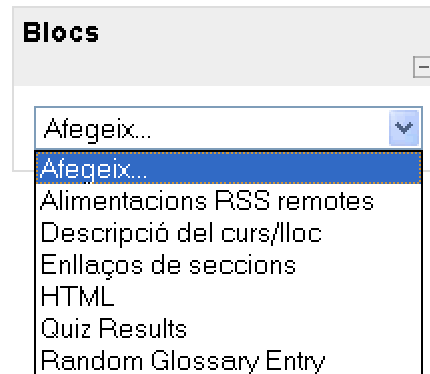 Blocs
Afegeix...
Afegeix...
Alimentacions RSS remotes
Descripció del curs/lloc
Enllaços de seccions
HTML
Quiz Results
Random Glossary Entry